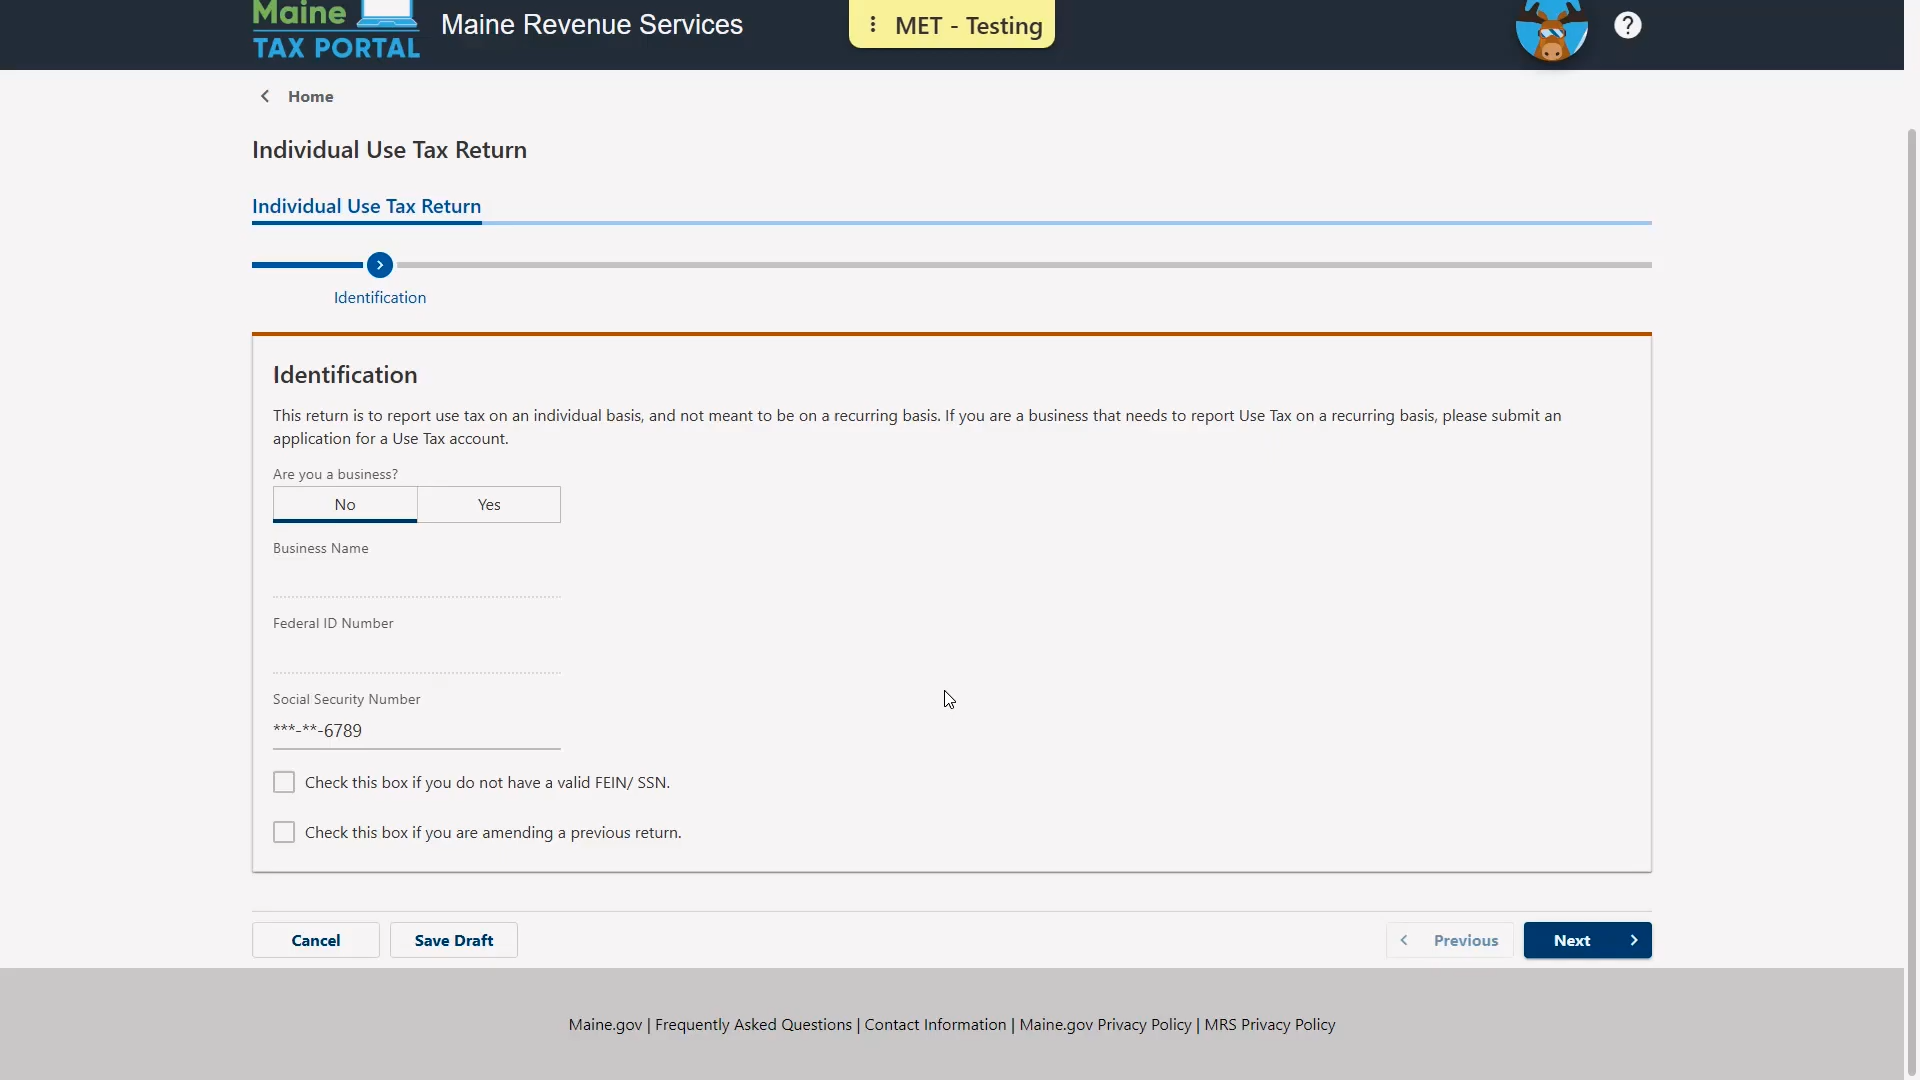 Maine
TAX PORTAL
Maine Revenue Services
MET - Testing
Home
Individual Use Tax Return
Individual Use Tax Return
Identification
Identification
This return is to report use tax on an individual basis, and not meant to be on a recurring basis. If you are a business that needs to report Use Tax on a recurring basis, please submit an
application for a Use Tax account.
Are you a business?
No
Yes
Business Name
Federal ID Number
Social Security Number
***-**-6789
Check this box if you do not have a valid FEIN/ SSN.
Check this box if you are amending a previous return.
Cancel
Save Draft
Previous
Next
Maine.gov | Frequently Asked Questions | Contact Information | Maine.gov Privacy Policy | MRS Privacy Policy